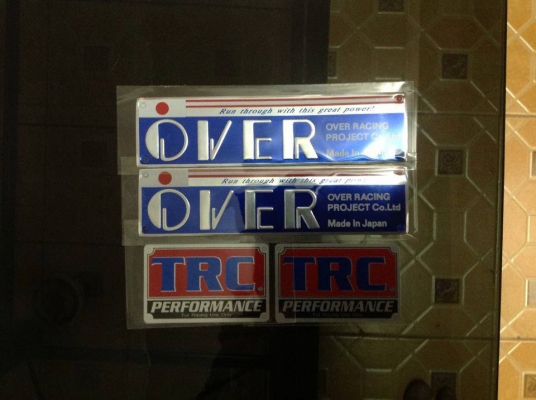 Run through with this great power!
OVER
OVER RACING
PROJECT Co.Ltd
Made In Japan
Run through with this great power!
OVER
OVER RACING
PROJECT Co.Ltd
Made In Japan
TRC.
PERFORMANCE
TRC.
PERFORMANCE